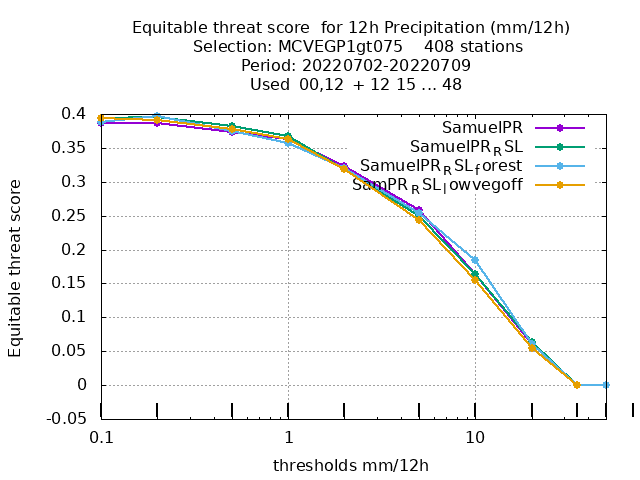 Equitable threat score for 12h Precipitation (mm/12h)
Selection: MCVEGP1gt075 408 stations
Period: 20220702-20220709
Used 00,12 + 12 15 ... 48
SamuelPR
SamuelPR_RSL
SamuelPR_RSL_forest
SamPR_RSL_lowvegoff
Equitable threat score
0.4
0.35
0.3
0.25
0.2
0.15
0.1
0.05
0
-0.05
0.1 1 10
thresholds mm/12h